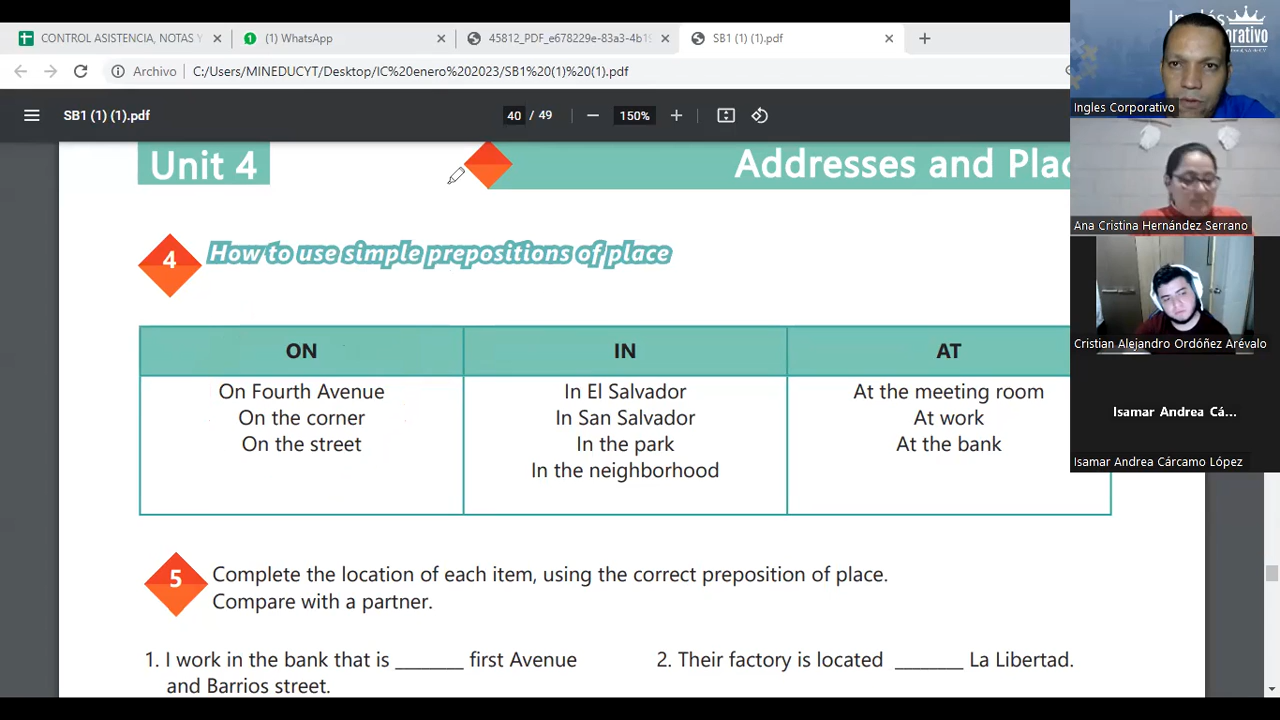 CONTROL ASISTENCIA, NOTAS Y
(1) WhatsApp
45812_PDF_e678229e-83a3-4b19
SB1 (1) (1).pdf
Archivo
C:/Users/MINEDUCYT/Desktop/IC%20enero%202023/SB1%20(1)%20(1).pdf
SB1 (1) (1).pdf
40 / 49
150%
Unit 4
Addresses and Plac
4
How to use simple prepositions of place
ON
IN
AT
On Fourth Avenue
On the corner
On the street
In El Salvador
In San Salvador
In the park
In the neighborhood
At the meeting room
At work
At the bank
5
Complete the location of each item, using the correct preposition of place.
Compare with a partner.
1. I work in the bank that is _______ first Avenue
and Barrios street.
2. Their factory is located _______ La Libertad.
Ingles Corporativo
Ana Cristina Hernández Serrano
Cristian Alejandro Ordóñez Arévalo
Isamar Andrea Cá...
Isamar Andrea Cárcamo López